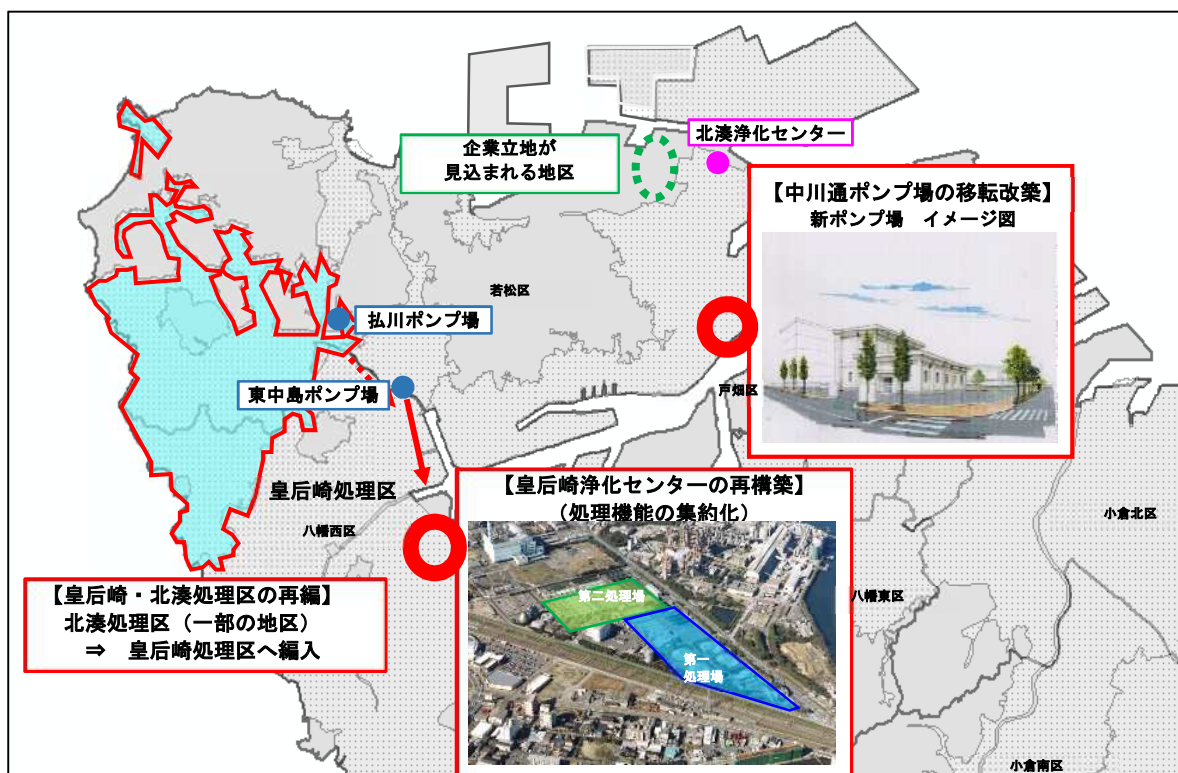 企業立地が
見込まれる地区
北湊浄化センター
【中川通ポンプ場の移転改築】
新ポンプ場　イメージ図
若松区
払川ポンプ場
東中島ポンプ場
戸畑区
皇后崎処理区
八幡西区
【皇后崎浄化センターの再構築】
（処理機能の集約化）
第二処理場
第一
処理場
小倉北区
八幡東区
【皇后崎・北湊処理区の再編】
北湊処理区（一部の地区）
⇒　皇后崎処理区へ編入
小倉南区